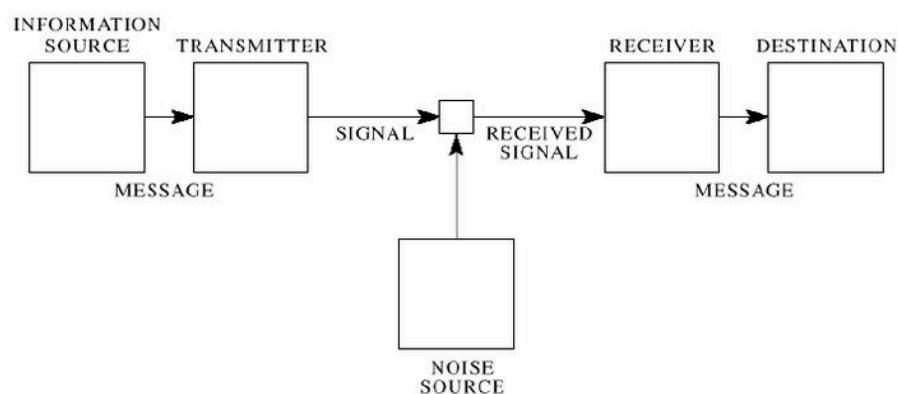 INFORMATION
SOURCE
TRANSMITTER
RECEIVER
DESTINATION
SIGNAL
RECEIVED
SIGNAL
MESSAGE
MESSAGE
NOISE
SOURCE